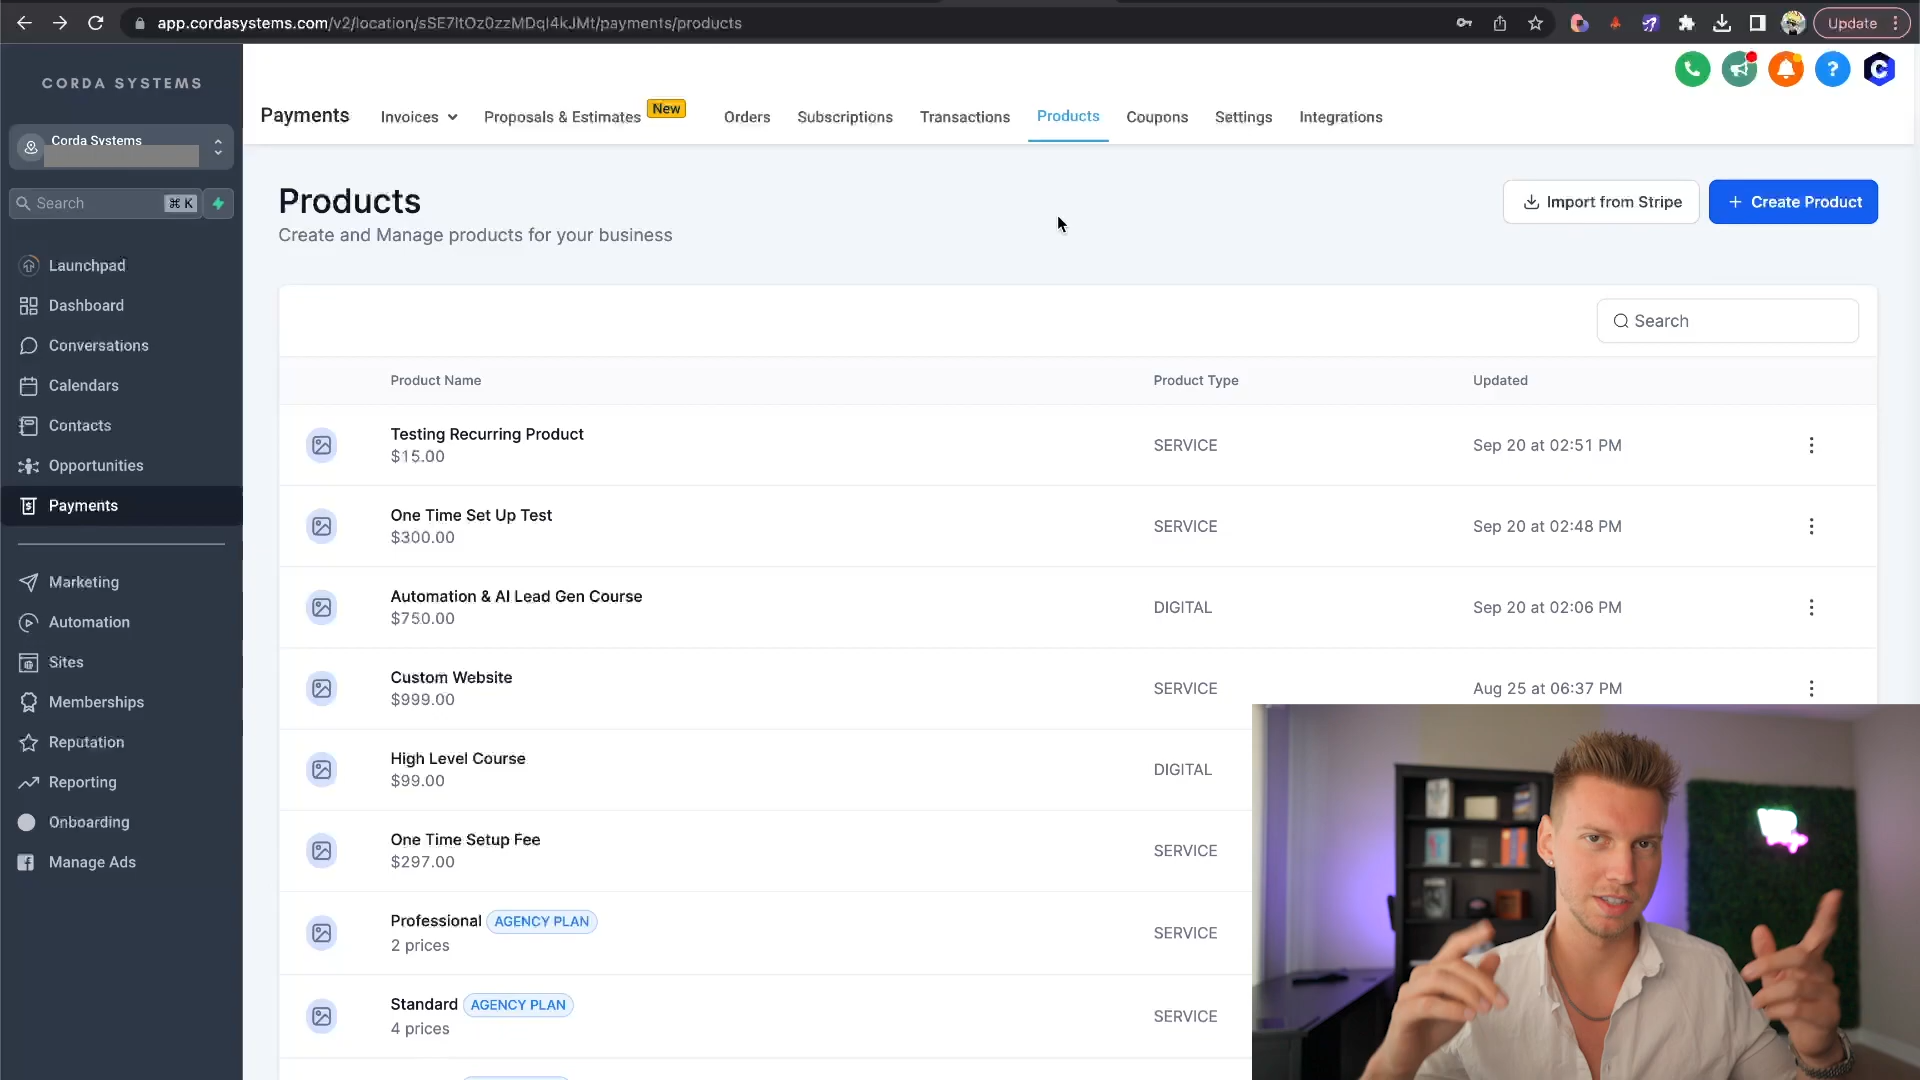 app.cordasystems.com/v2/location/sSE7ltOz0zzMDqI4kJMt/payments/products
Update
CORDA SYSTEMS
Corda Systems
Search
⌘ K
Launchpad
Dashboard
Conversations
Calendars
Contacts
Opportunities
Payments
Marketing
Automation
Sites
Memberships
Reputation
Reporting
Onboarding
Manage Ads
Payments
Invoices
Proposals & Estimates
New
Orders
Subscriptions
Transactions
Products
Coupons
Settings
Integrations
Products
Create and Manage products for your business
Import from Stripe
+ Create Product
Search
Product Name
Product Type
Updated
Testing Recurring Product
$15.00
SERVICE
Sep 20 at 02:51 PM
One Time Set Up Test
$300.00
SERVICE
Sep 20 at 02:48 PM
Automation & AI Lead Gen Course
$750.00
DIGITAL
Sep 20 at 02:06 PM
Custom Website
$999.00
SERVICE
Aug 25 at 06:37 PM
High Level Course
$99.00
DIGITAL
One Time Setup Fee
$297.00
SERVICE
Professional AGENCY PLAN
2 prices
SERVICE
Standard AGENCY PLAN
4 prices
SERVICE